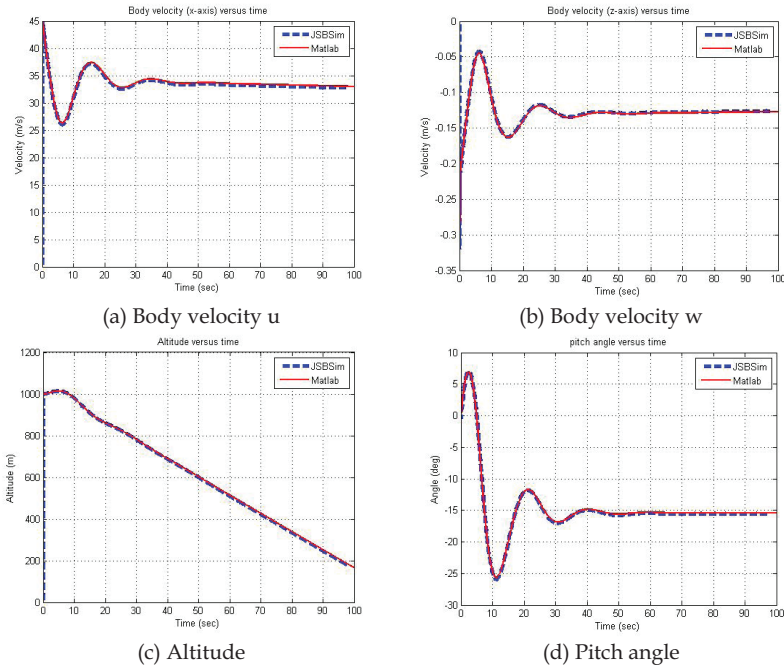 Body velocity (x-axis) versus time
45
40
35
30
25
20
15
10
5
0
Velocity (m/s)
JSBSim
Matlab
0 10 20 30 40 50 60 70 80 90 100
Time (sec)
(a) Body velocity u
Body velocity (z-axis) versus time
0
-0.05
-0.1
-0.15
-0.2
-0.25
-0.3
-0.35
Velocity (m/s)
JSBSim
Matlab
0 10 20 30 40 50 60 70 80 90 100
Time (sec)
(b) Body velocity w
Altitude versus time
1200
1000
800
600
400
200
0
Altitude (m)
JSBSim
Matlab
0 10 20 30 40 50 60 70 80 90 100
Time (sec)
(c) Altitude
pitch angle versus time
10
5
0
-5
-10
-15
-20
-25
-30
Angle (deg)
JSBSim
Matlab
0 10 20 30 40 50 60 70 80 90 100
Time (sec)
(d) Pitch angle